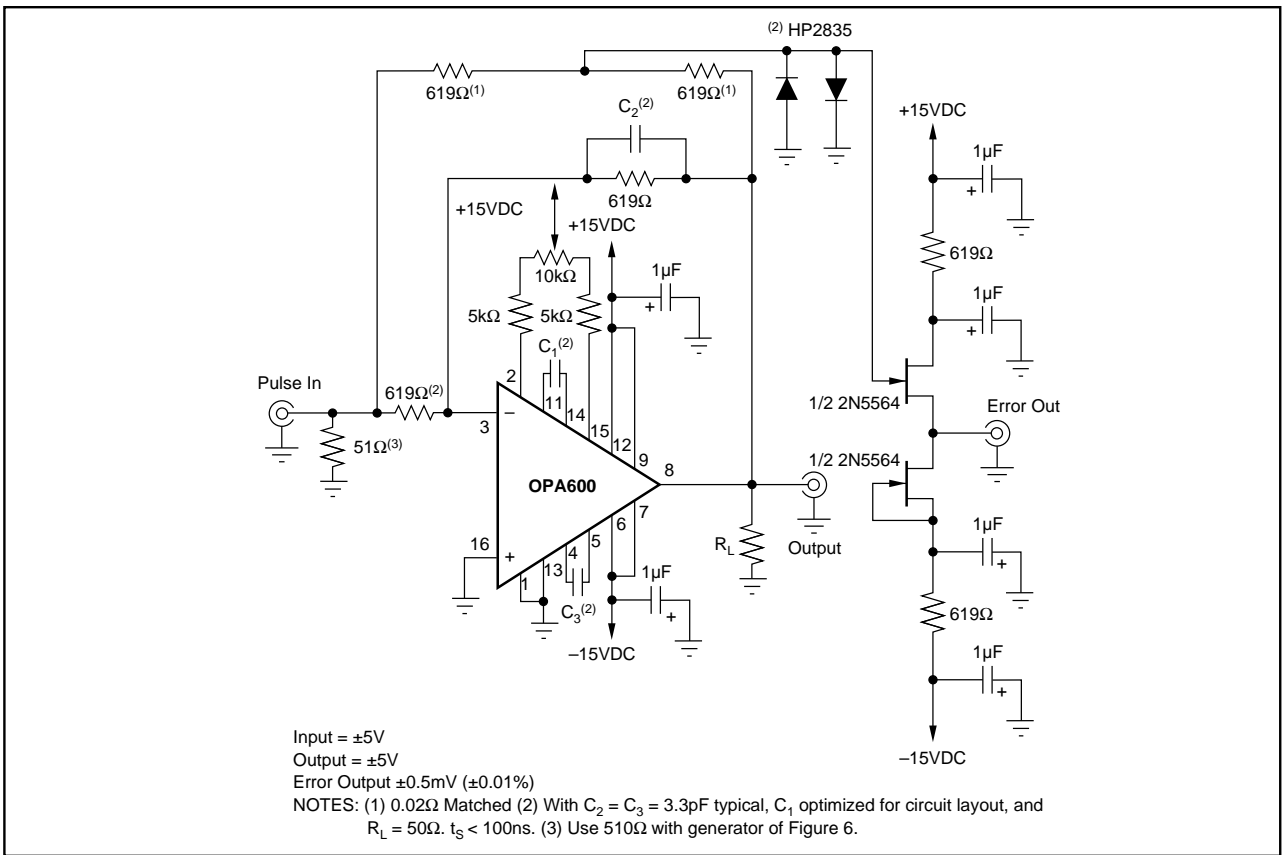 (2) HP2835
619Ω(1)
619Ω(1)
C2(2)
+15VDC
1µF
+
619Ω
+15VDC
+15VDC
10kΩ
1µF
+
619Ω
1µF
+
5kΩ
5kΩ
C1(2)
Pulse In
619Ω(2)
2
11
14
15
12
9
8
–
3
51Ω(3)
OPA600
1/2 2N5564
Error Out
1/2 2N5564
16
+
1
13
4
5
6
7
C3(2)
1µF
+
–15VDC
RL
Output
1µF
+
619Ω
1µF
+
–15VDC
Input = ±5V
Output = ±5V
Error Output ±0.5mV (±0.01%)
NOTES: (1) 0.02Ω Matched (2) With C2 = C3 = 3.3pF typical, C1 optimized for circuit layout, and
RL = 50Ω. tS < 100ns. (3) Use 510Ω with generator of Figure 6.